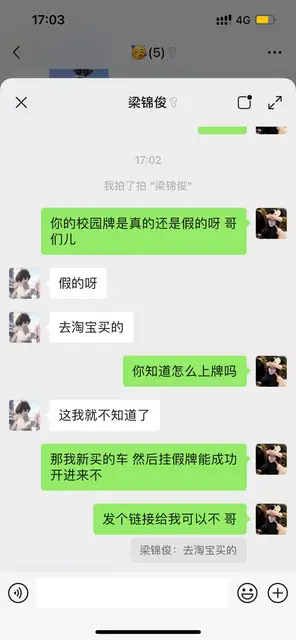 17:03
4G
(5)
梁锦俊
17:02
我拍了拍 "梁锦俊"
你的校园牌是真的还是假的呀 哥
们儿
假的呀
去淘宝买的
你知道怎么上牌吗
这我就不知道了
那我新买的车 然后挂假牌能成功
开进来不
发个链接给我可以不 哥
梁锦俊：去淘宝买的